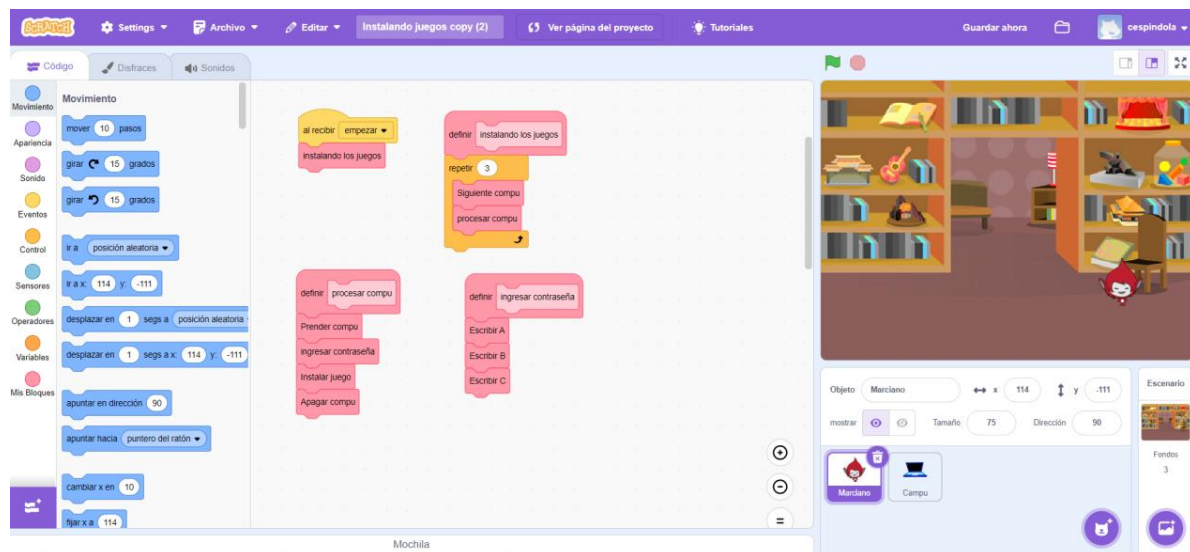 SCRATCH Settings Archivo Editar Instalando juegos copy (2) Ver página del proyecto Tutoriales Guardar ahora cespindola
Código Disfraces Sonidos
Movimiento
Apariencia
Sonido
Eventos
Control
Sensores
Operadores
Variables
Mis Bloques
Movimiento
mover 10 pasos
girar 15 grados
girar 15 grados
ir a posición aleatoria
ir a x: 114 y: -111
desplazar en 1 segs a posición aleatoria
desplazar en 1 segs a x: 114 y: -111
apuntar en dirección 90
apuntar hacia puntero del ratón
cambiar x en 10
fijar x a 114
al recibir empezar
instalando los juegos
definir instalando los juegos
repetir 3
Siguiente compu
procesar compu
definir procesar compu
Prender compu
ingresar contraseña
Instalar juego
Apagar compu
definir ingresar contraseña
Escribir A
Escribir B
Escribir C
Mochila
Objeto Marciano x 114 y -111
mostrar Tamaño 75 Dirección 90
Marciano
Campu
Escenario
Fondos
3